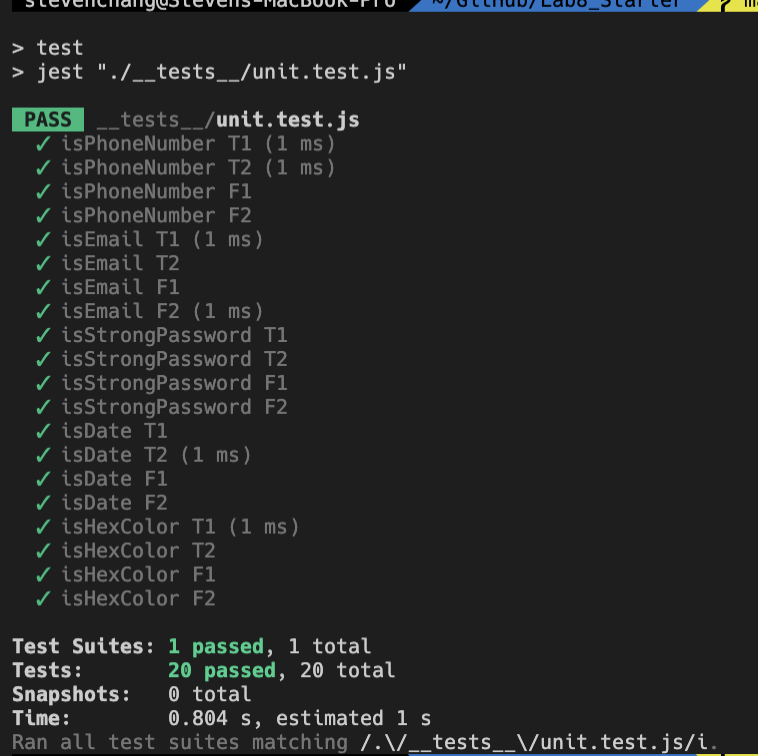 stevenchang@Stevens-MacBook-Pro ~/GitHub/Lab8_Starter
> test
> jest "./__tests__/unit.test.js"
PASS __tests__/unit.test.js
✓ isPhoneNumber T1 (1 ms)
✓ isPhoneNumber T2 (1 ms)
✓ isPhoneNumber F1
✓ isPhoneNumber F2
✓ isEmail T1 (1 ms)
✓ isEmail T2
✓ isEmail F1
✓ isEmail F2 (1 ms)
✓ isStrongPassword T1
✓ isStrongPassword T2
✓ isStrongPassword F1
✓ isStrongPassword F2
✓ isDate T1
✓ isDate T2 (1 ms)
✓ isDate F1
✓ isDate F2
✓ isHexColor T1 (1 ms)
✓ isHexColor T2
✓ isHexColor F1
✓ isHexColor F2
Test Suites: 1 passed, 1 total
Tests: 20 passed, 20 total
Snapshots: 0 total
Time: 0.804 s, estimated 1 s
Ran all test suites matching /.\/__tests__\/unit.test.js/i.